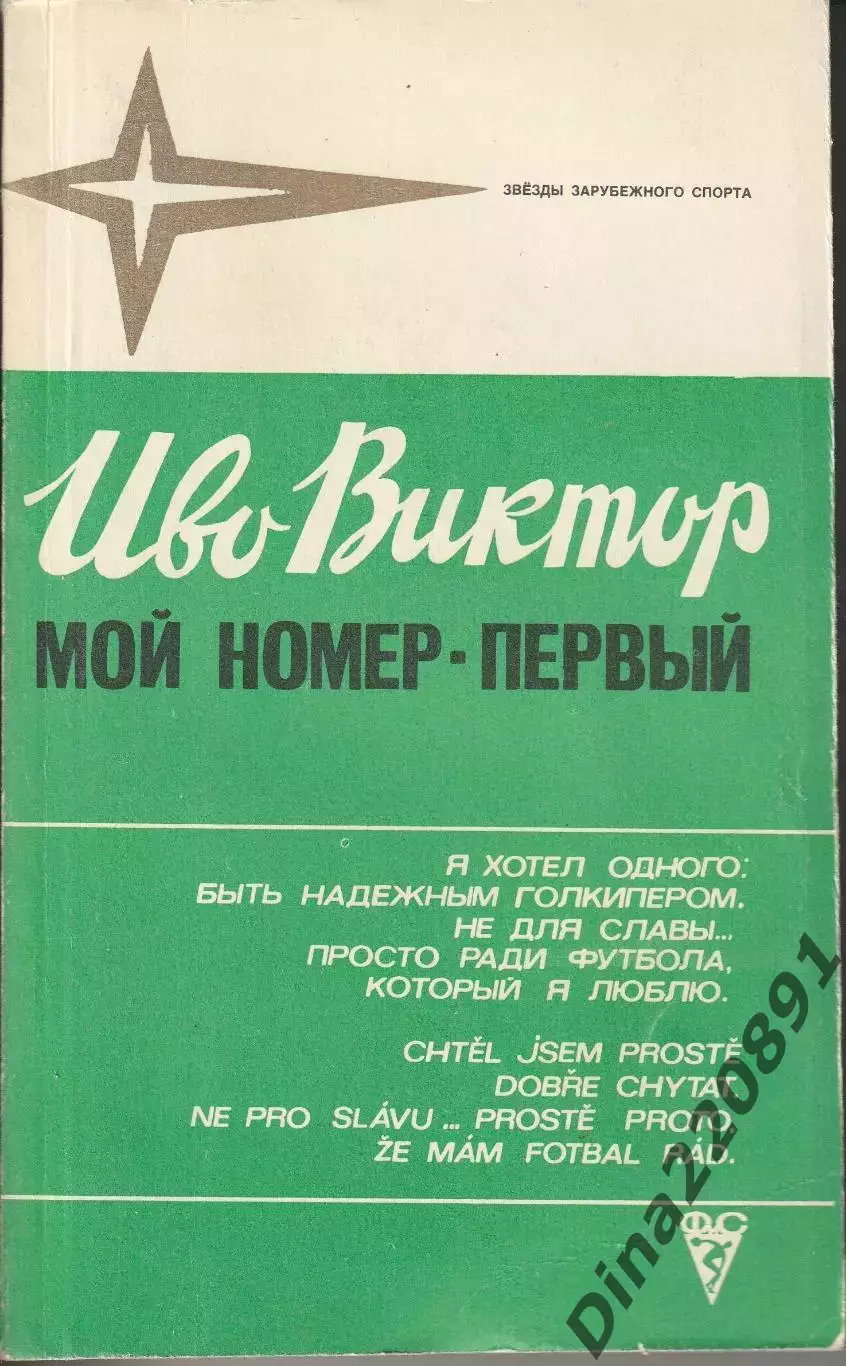 ЗВЁЗДЫ ЗАРУБЕЖНОГО СПОРТА
Иво Виктор
МОЙ НОМЕР·ПЕРВЫЙ
Я ХОТЕЛ ОДНОГО:
БЫТЬ НАДЕЖНЫМ ГОЛКИПЕРОМ.
НЕ ДЛЯ СЛАВЫ...
ПРОСТО РАДИ ФУТБОЛА,
КОТОРЫЙ Я ЛЮБЛЮ.
CHTĚL JSEM PROSTĚ
DOBŘE CHYTAT.
NE PRO SLÁVU ... PROSTĚ PROTO,
ŽE MÁM FOTBAL RÁD.
ФиС
Dina220891